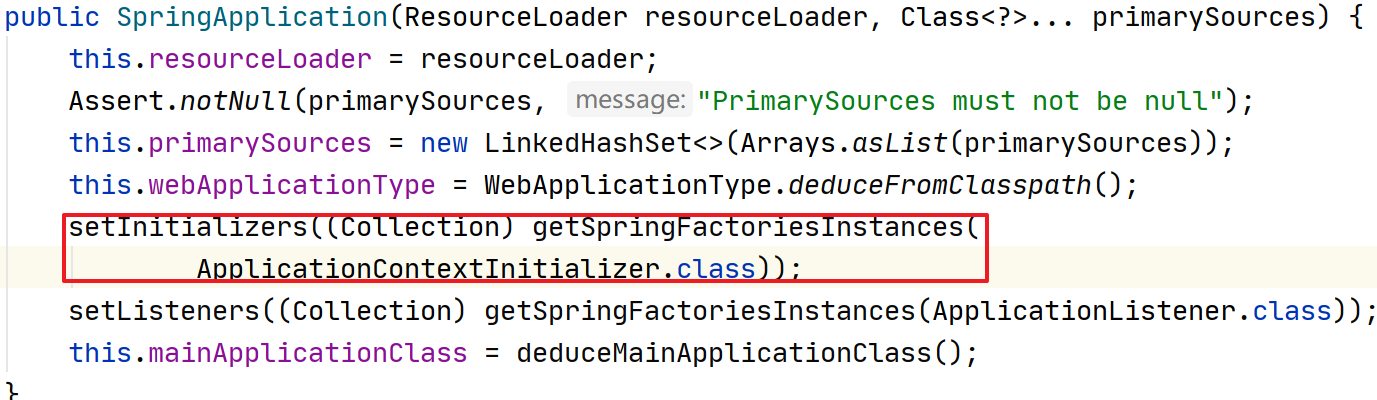 public SpringApplication(ResourceLoader resourceLoader, Class<?>... primarySources) {
    this.resourceLoader = resourceLoader;
    Assert.notNull(primarySources, message: "PrimarySources must not be null");
    this.primarySources = new LinkedHashSet<>(Arrays.asList(primarySources));
    this.webApplicationType = WebApplicationType.deduceFromClasspath();
    setInitializers((Collection) getSpringFactoriesInstances(
            ApplicationContextInitializer.class));
    setListeners((Collection) getSpringFactoriesInstances(ApplicationListener.class));
    this.mainApplicationClass = deduceMainApplicationClass();
}